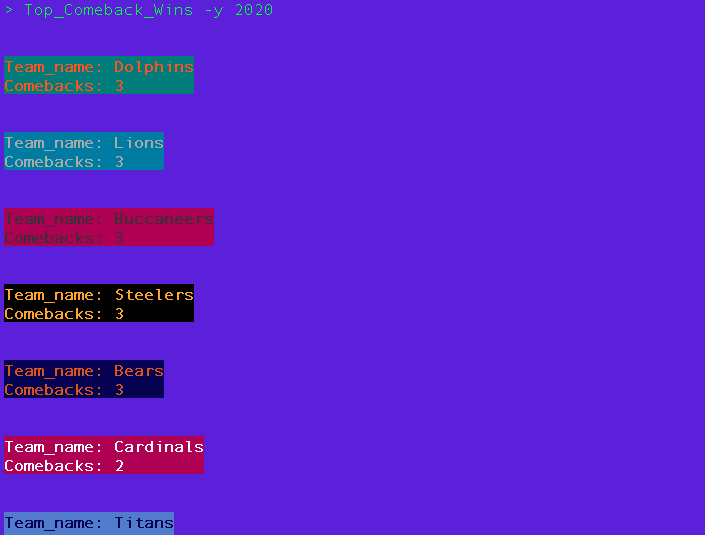 > Top_Comeback_Wins -y 2020
Team_name: Dolphins
Comebacks: 3
Team_name: Lions
Comebacks: 3
Team_name: Buccaneers
Comebacks: 3
Team_name: Steelers
Comebacks: 3
Team_name: Bears
Comebacks: 3
Team_name: Cardinals
Comebacks: 2
Team_name: Titans